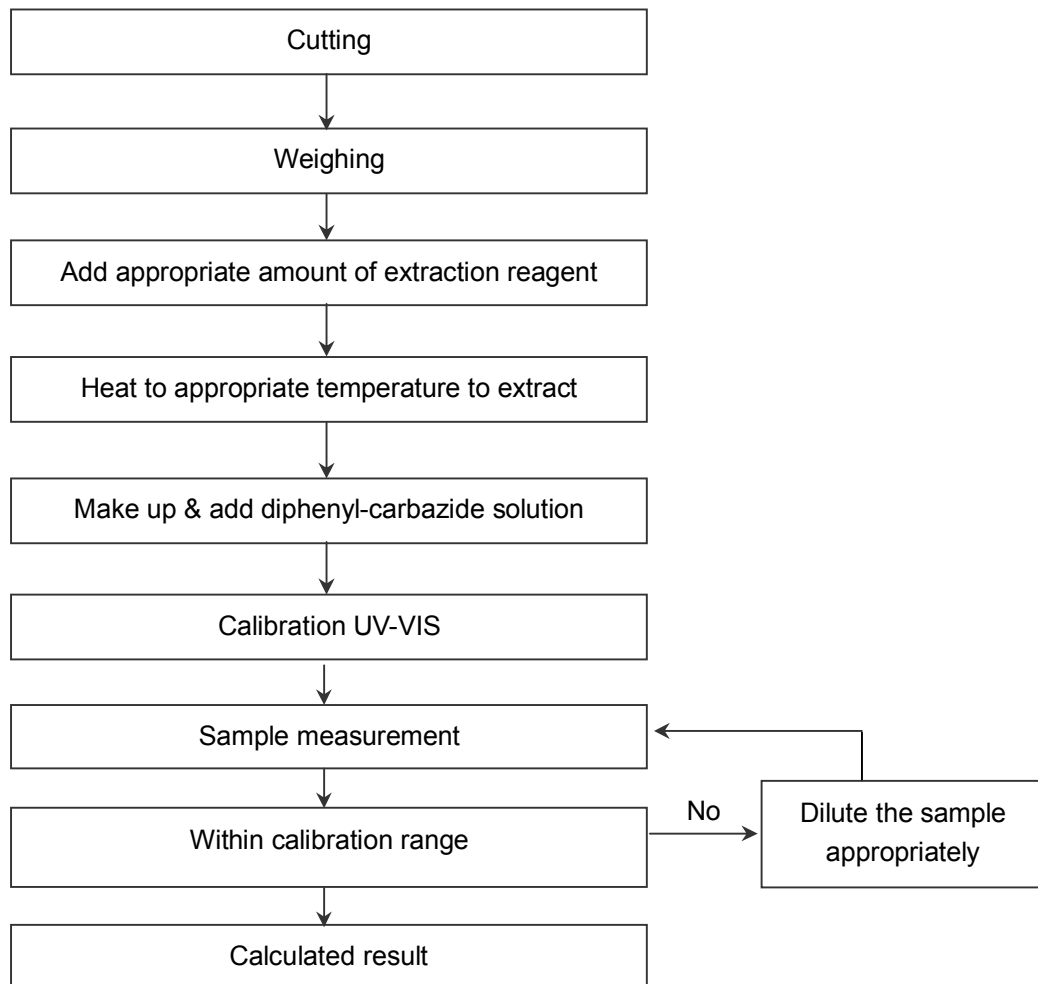 Cutting
Weighing
Add appropriate amount of extraction reagent
Heat to appropriate temperature to extract
Make up & add diphenyl-carbazide solution
Calibration UV-VIS
Sample measurement
Within calibration range
No
Dilute the sample
appropriately
Calculated result